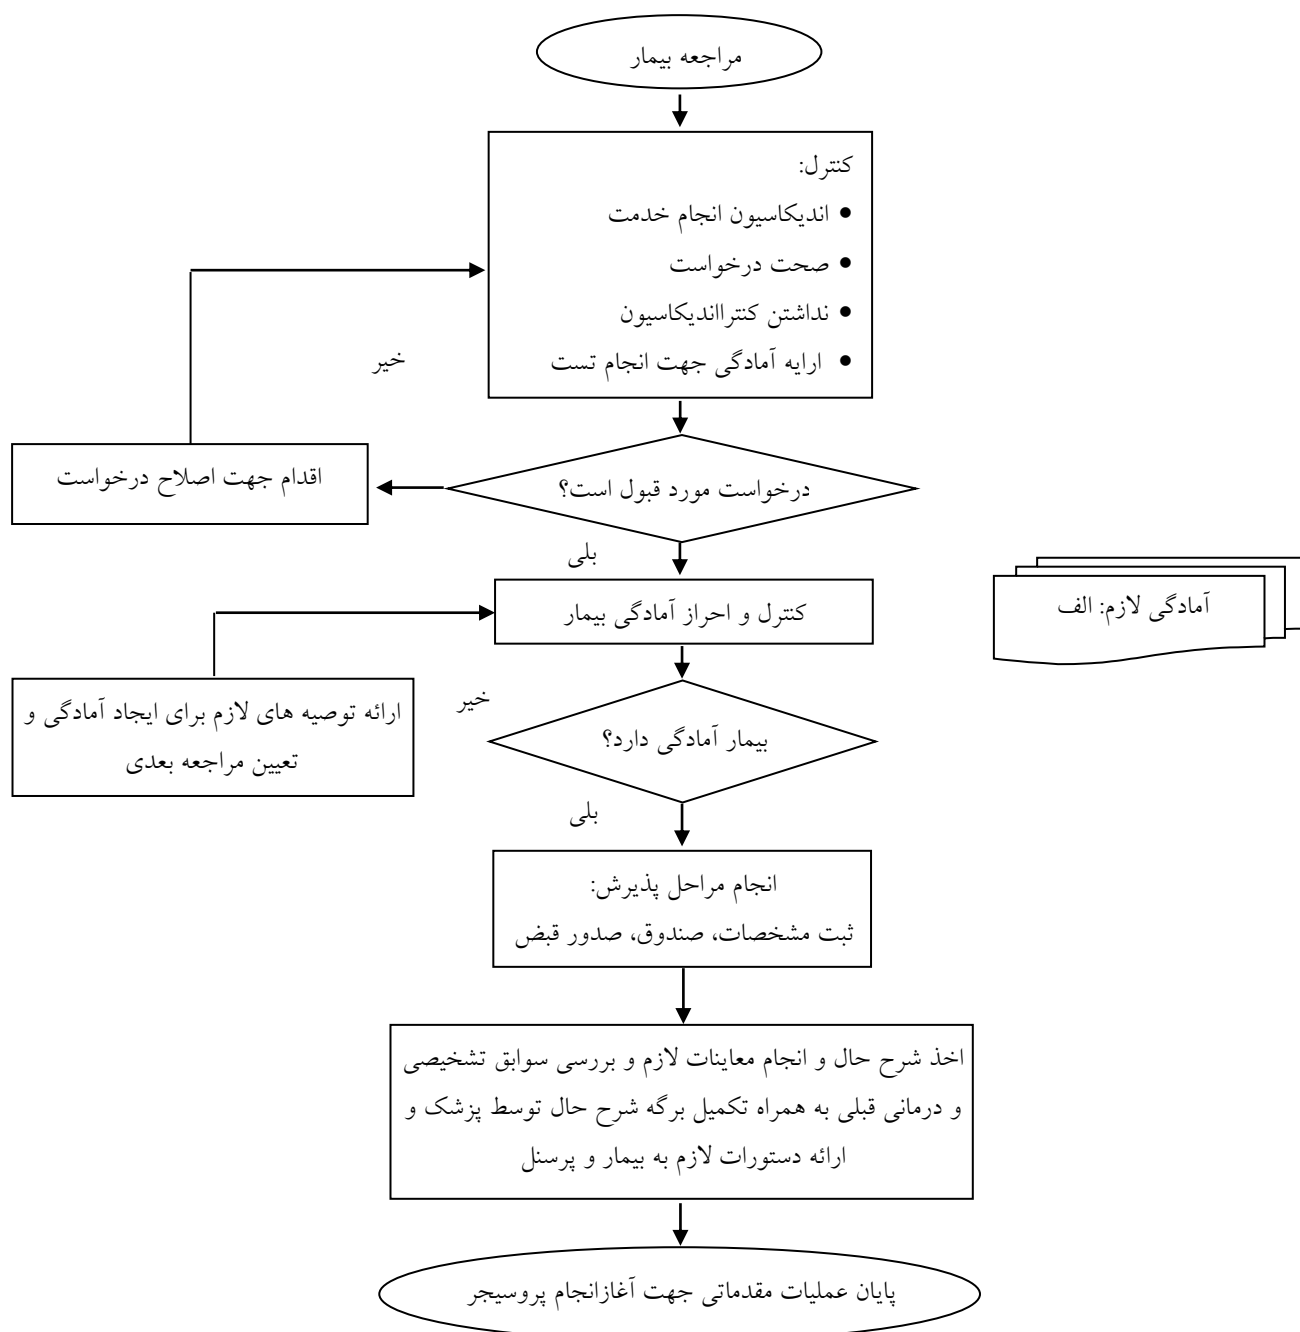 مراجعه بیمار
کنترل:
● اندیکاسیون انجام خدمت
● صحت درخواست
● نداشتن کنترااندیکاسیون
● ارایه آمادگی جهت انجام تست
خیر
اقدام جهت اصلاح درخواست
درخواست مورد قبول است؟
بلی
آمادگی لازم: الف
کنترل و احراز آمادگی بیمار
خیر
ارائه توصیه های لازم برای ایجاد آمادگی و
تعیین مراجعه بعدی
بیمار آمادگی دارد؟
بلی
انجام مراحل پذیرش:
ثبت مشخصات، صندوق، صدور قبض
اخذ شرح حال و انجام معاینات لازم و بررسی سوابق تشخیصی
و درمانی قبلی به همراه تکمیل برگه شرح حال توسط پزشک و
ارائه دستورات لازم به بیمار و پرسنل
پایان عملیات مقدماتی جهت آغازانجام پروسیجر